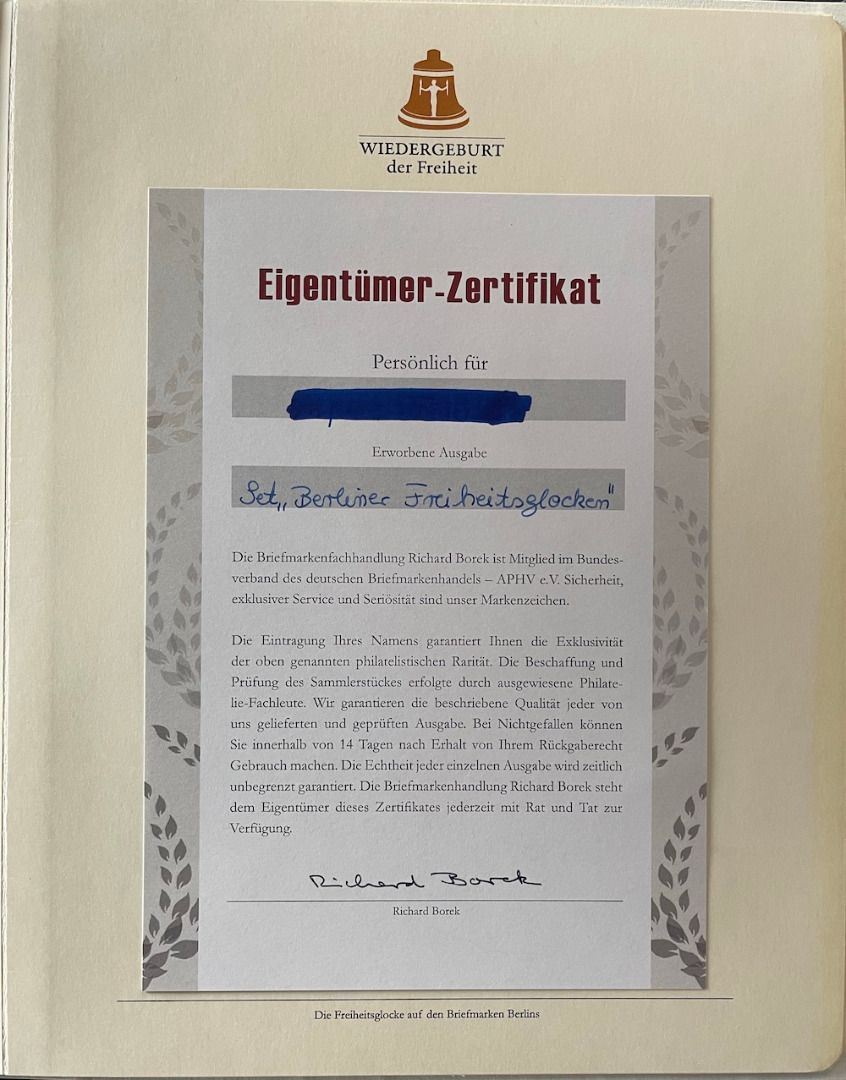 WIEDERGEBURT
der Freiheit
Eigentümer-Zertifikat
Persönlich für
Erworbene Ausgabe
Set „Berliner Freiheitsglocken"
Die Briefmarkenfachhandlung Richard Borek ist Mitglied im Bundes-
verband des deutschen Briefmarkenhandels – APHV e.V. Sicherheit,
exklusiver Service und Seriösität sind unser Markenzeichen.
Die Eintragung Ihres Namens garantiert Ihnen die Exklusivität
der oben genannten philatelistischen Rarität. Die Beschaffung und
Prüfung des Sammlerstückes erfolgte durch ausgewiesene Philate-
lie-Fachleute. Wir garantieren die beschriebene Qualität jeder von
uns gelieferten und geprüften Ausgabe. Bei Nichtgefallen können
Sie innerhalb von 14 Tagen nach Erhalt von Ihrem Rückgaberecht
Gebrauch machen. Die Echtheit jeder einzelnen Ausgabe wird zeitlich
unbegrenzt garantiert. Die Briefmarkenhandlung Richard Borek steht
dem Eigentümer dieses Zertifikates jederzeit mit Rat und Tat zur
Verfügung.
Richard Borek
Richard Borek
Die Freiheitsglocke auf den Briefmarken Berlins